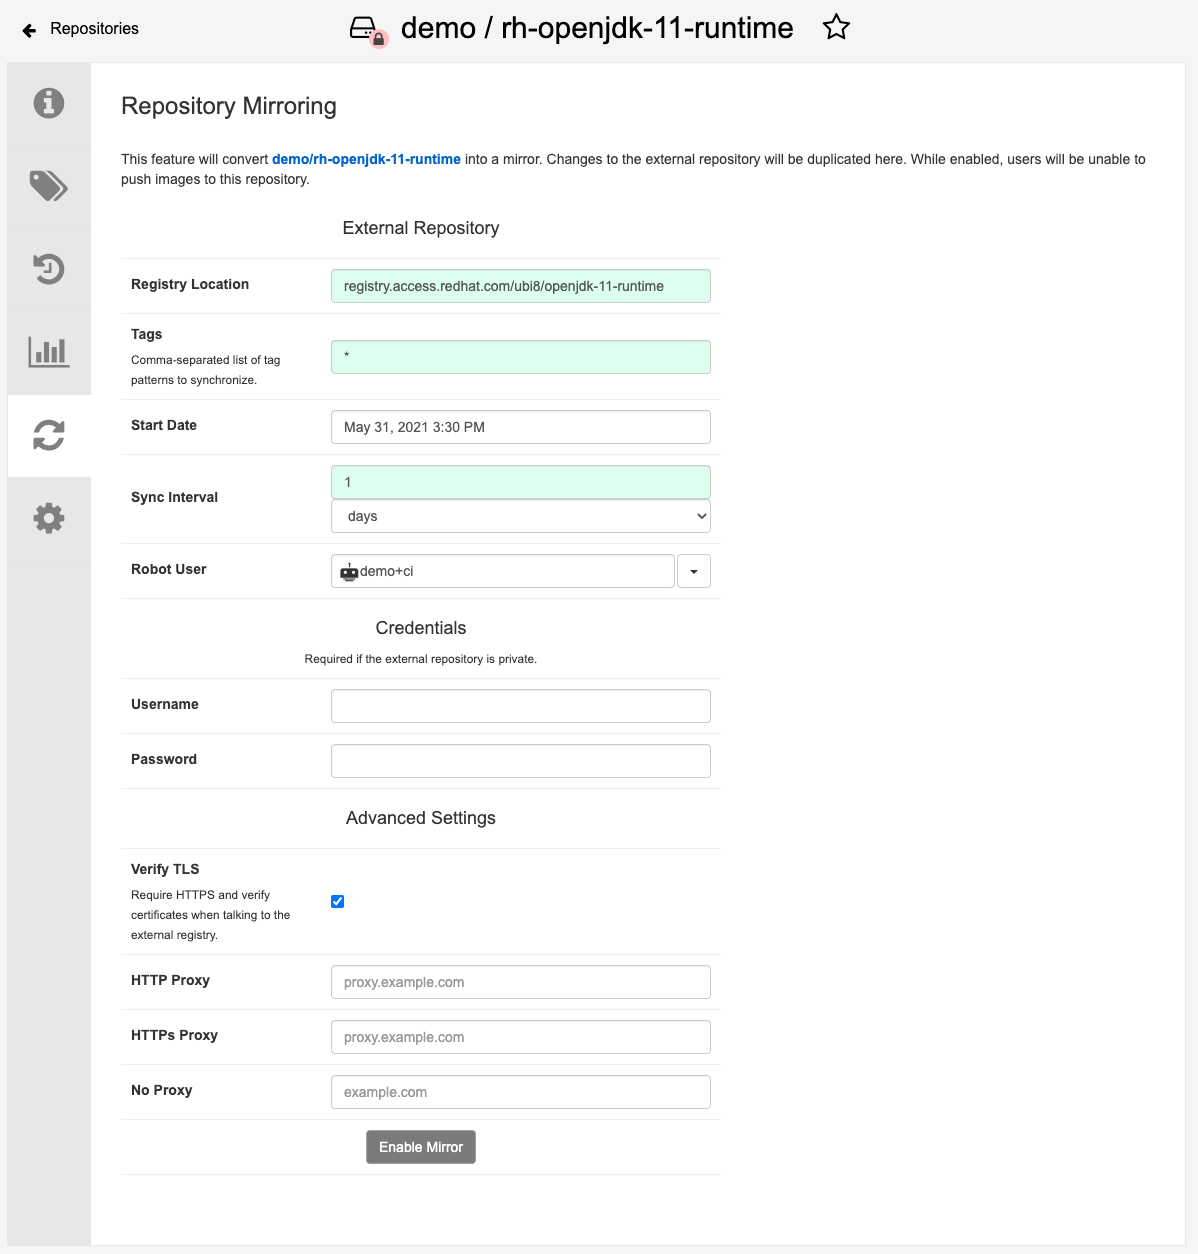 Repositories
demo / rh-openjdk-11-runtime
Repository Mirroring
This feature will convert demo/rh-openjdk-11-runtime into a mirror. Changes to the external repository will be duplicated here. While enabled, users will be unable to
push images to this repository.
External Repository
Registry Location
registry.access.redhat.com/ubi8/openjdk-11-runtime
Tags
Comma-separated list of tag
patterns to synchronize.
*
Start Date
May 31, 2021 3:30 PM
Sync Interval
1
days
Robot User
demo+ci
Credentials
Required if the external repository is private.
Username
Password
Advanced Settings
Verify TLS
Require HTTPS and verify
certificates when talking to the
external registry.
HTTP Proxy
proxy.example.com
HTTPs Proxy
proxy.example.com
No Proxy
example.com
Enable Mirror